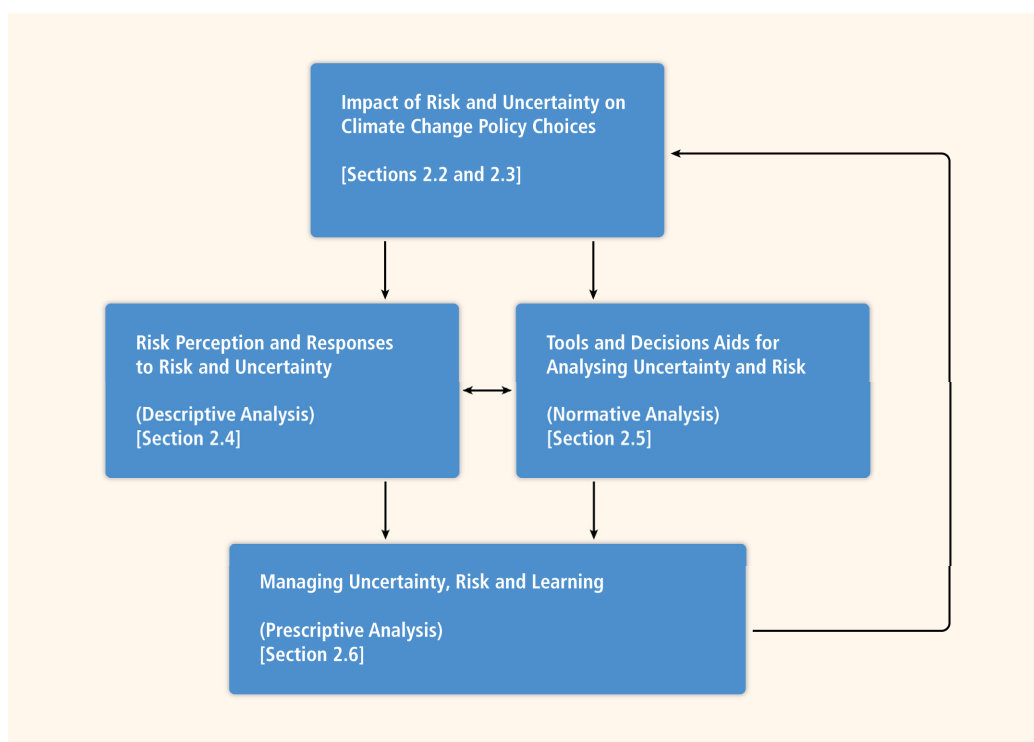 Impact of Risk and Uncertainty on
Climate Change Policy Choices
[Sections 2.2 and 2.3]
Risk Perception and Responses
to Risk and Uncertainty
(Descriptive Analysis)
[Section 2.4]
Tools and Decisions Aids for
Analysing Uncertainty and Risk
(Normative Analysis)
[Section 2.5]
Managing Uncertainty, Risk and Learning
(Prescriptive Analysis)
[Section 2.6]